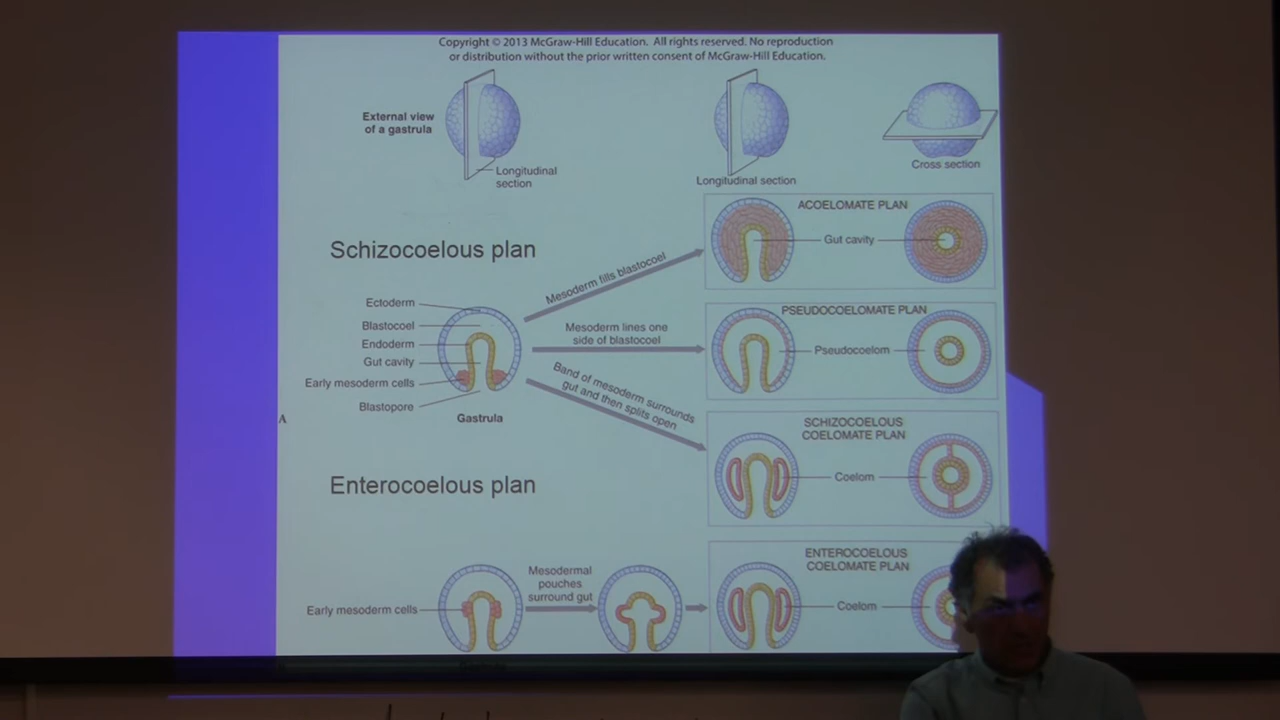 Copyright © 2013 McGraw-Hill Education. All rights reserved. No reproduction
or distribution without the prior written consent of McGraw-Hill Education.
External view
of a gastrula
Longitudinal
section
Longitudinal section
Cross section
Schizocoelous plan
Ectoderm
Blastocoel
Endoderm
Gut cavity
Early mesoderm cells
Blastopore
Gastrula
A
Mesoderm fills blastocoel
Mesoderm lines one
side of blastocoel
Band of mesoderm surrounds
gut and then splits open
ACOELOMATE PLAN
Gut cavity
PSEUDOCOELOMATE PLAN
Pseudocoelom
SCHIZOCOELOUS
COELOMATE PLAN
Coelom
Enterocoelous plan
Early mesoderm cells
Mesodermal
pouches
surround gut
ENTEROCOELOUS
COELOMATE PLAN
Coelom